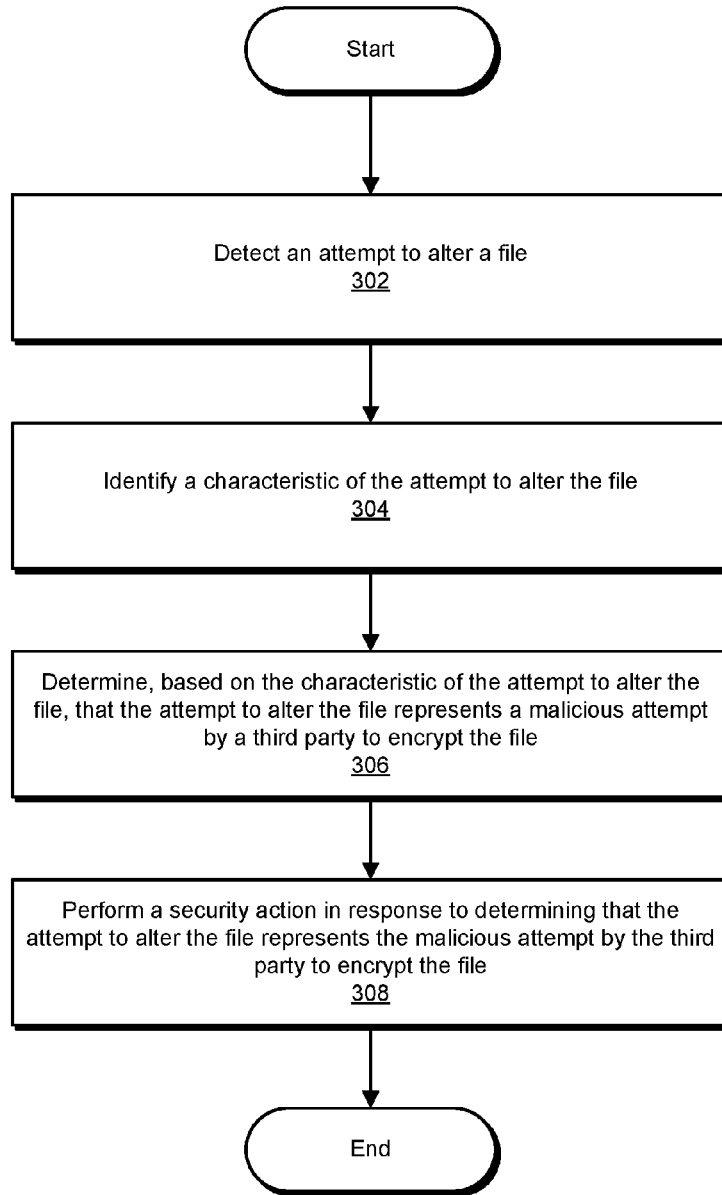 Start
Detect an attempt to alter a file
302
Identify a characteristic of the attempt to alter the file
304
Determine, based on the characteristic of the attempt to alter the
file, that the attempt to alter the file represents a malicious attempt
by a third party to encrypt the file
306
Perform a security action in response to determining that the
attempt to alter the file represents the malicious attempt by the third
party to encrypt the file
308
End